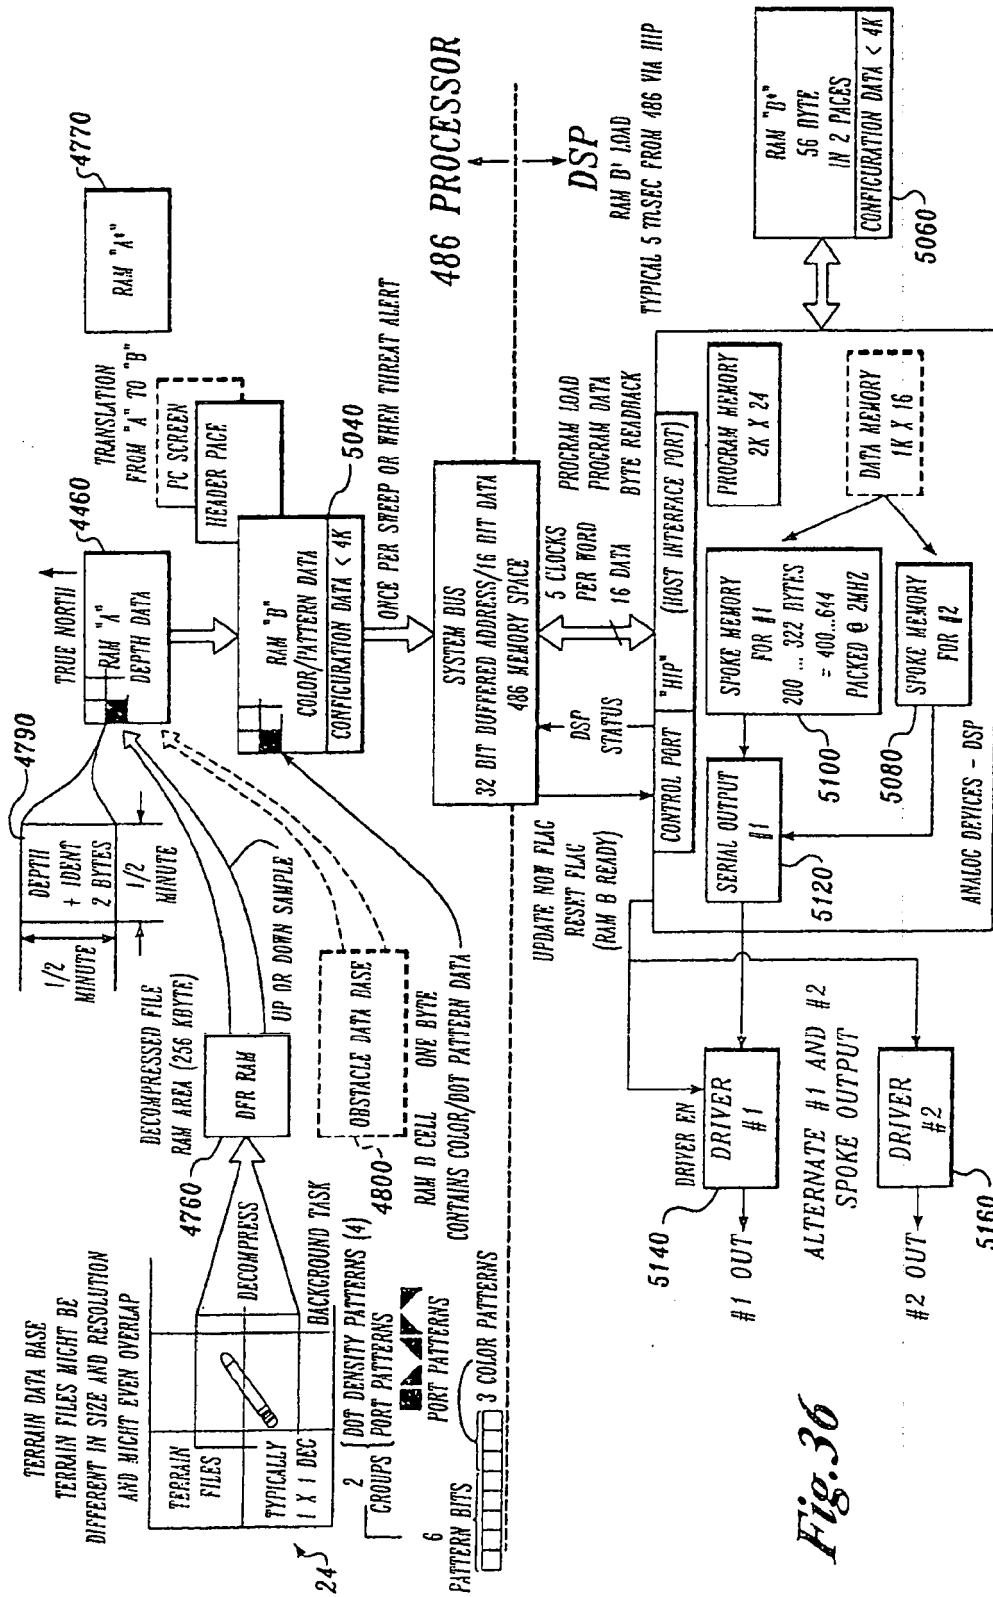 TERRAIN DATA BASE
TERRAIN FILES MIGHT BE
DIFFERENT IN SIZE AND RESOLUTION
AND MIGHT EVEN OVERLAP
TERRAIN
FILES
TYPICALLY
1 X 1 DEC
DECOMPRESS
BACKGROUND TASK
24
2
GROUPS
DOT DENSITY PATTERNS (4)
PORT PATTERNS
PORT PATTERNS
6
PATTERN BITS
3 COLOR PATTERNS
4760
DECOMPRESSED FILE
RAM AREA (256 KBYTE)
DFR RAM
UP OR DOWN SAMPLE
OBSTACLE DATA BASE
4800
RAM D CELL ONE BYTE
CONTAINS COLOR/DOT PATTERN DATA
4790
DEPTH
+ IDENT
2 BYTES
1/2
MINUTE
1/2
MINUTE
TRUE NORTH
4460
RAM "A"
DEPTH DATA
TRANSLATION
FROM "A" TO "B"
4770
RAM "A'"
PC SCREEN
HEADER PACE
RAM "B"
COLOR/PATTERN DATA
CONFIGURATION DATA < 4K
5040
ONCE PER SWEEP OR WHEN THREAT ALERT
SYSTEM BUS
32 BIT BUFFERED ADDRESS/16 BIT DATA
486 MEMORY SPACE
486 PROCESSOR
DSP
RAM B' LOAD
TYPICAL 5 mSEC FROM 486 VIA HIP
UPDATE NOW FLAG
RESET FLAG
(RAM B READY)
DSP
STATUS
5 CLOCKS
PER WORD
16 DATA
PROGRAM LOAD
PROGRAM DATA
BYTE READBACK
CONTROL PORT
"HIP" (HOST INTERFACE PORT)
SERIAL OUTPUT
#1
5120
SPOKE MEMORY
FOR #1
200 ... 322 BYTES
= 400...644
PACKED @ 2MHZ
5100
PROGRAM MEMORY
2K X 24
SPOKE MEMORY
FOR #2
5080
DATA MEMORY
1K X 16
ANALOG DEVICES - DSP
RAM "B'"
56 BYTE
IN 2 PACES
CONFIGURATION DATA < 4K
5060
DRIVER EN
DRIVER
#1
5140
#1 OUT
ALTERNATE #1 AND #2
SPOKE OUTPUT
DRIVER
#2
5160
#2 OUT
Fig.36